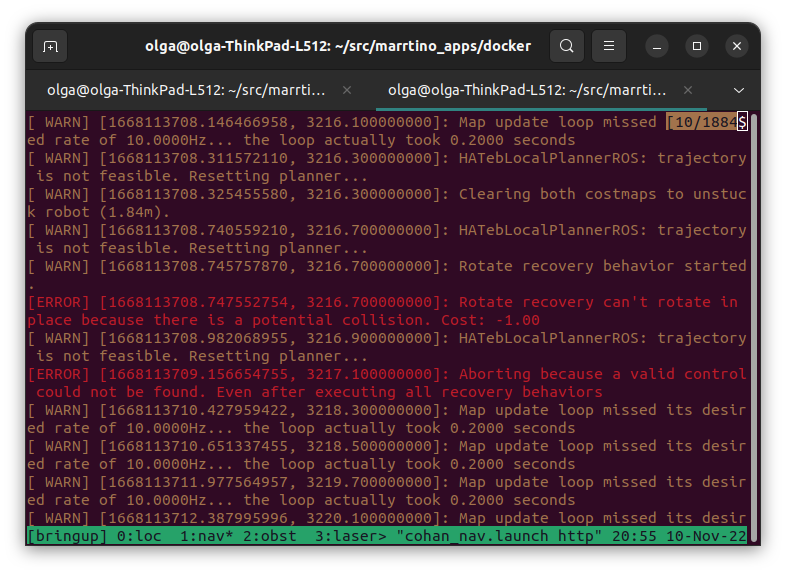 olga@olga-ThinkPad-L512: ~/src/marrtino_apps/docker
olga@olga-ThinkPad-L512: ~/src/marrti…
olga@olga-ThinkPad-L512: ~/src/marrti…
[ WARN] [1668113708.146466958, 3216.100000000]: Map update loop missed [10/1884$
ed rate of 10.0000Hz... the loop actually took 0.2000 seconds
[ WARN] [1668113708.311572110, 3216.300000000]: HATebLocalPlannerROS: trajectory
 is not feasible. Resetting planner...
[ WARN] [1668113708.325455580, 3216.300000000]: Clearing both costmaps to unstuc
k robot (1.84m).
[ WARN] [1668113708.740559210, 3216.700000000]: HATebLocalPlannerROS: trajectory
 is not feasible. Resetting planner...
[ WARN] [1668113708.745757870, 3216.700000000]: Rotate recovery behavior started
.
[ERROR] [1668113708.747552754, 3216.700000000]: Rotate recovery can't rotate in
place because there is a potential collision. Cost: -1.00
[ WARN] [1668113708.982068955, 3216.900000000]: HATebLocalPlannerROS: trajectory
 is not feasible. Resetting planner...
[ERROR] [1668113709.156654755, 3217.100000000]: Aborting because a valid control
 could not be found. Even after executing all recovery behaviors
[ WARN] [1668113710.427959422, 3218.300000000]: Map update loop missed its desir
ed rate of 10.0000Hz... the loop actually took 0.2000 seconds
[ WARN] [1668113710.651337455, 3218.500000000]: Map update loop missed its desir
ed rate of 10.0000Hz... the loop actually took 0.2000 seconds
[ WARN] [1668113711.977564957, 3219.700000000]: Map update loop missed its desir
ed rate of 10.0000Hz... the loop actually took 0.2000 seconds
[ WARN] [1668113712.387995996, 3220.100000000]: Map update loop missed its desir
[bringup] 0:loc  1:nav* 2:obst  3:laser> "cohan_nav.launch http" 20:55 10-Nov-22